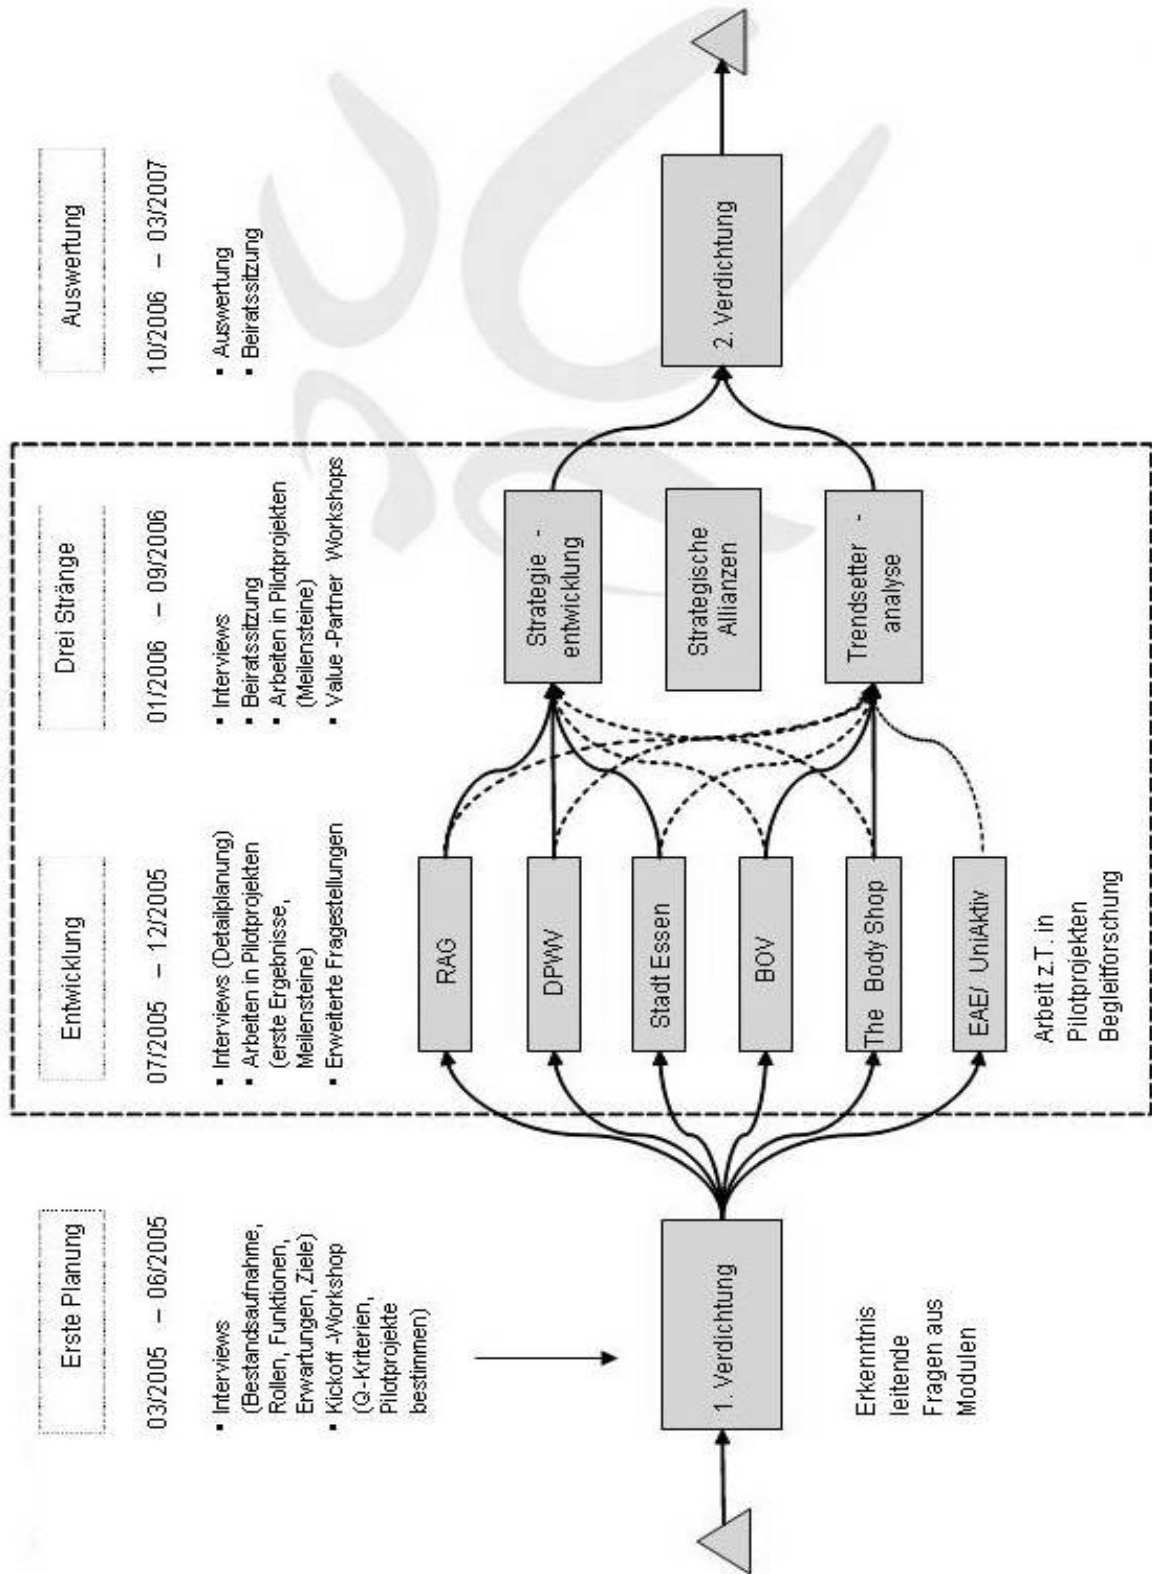 Erste Planung
03/2005 – 06/2005
▪ Interviews
(Bestandsaufnahme,
Rollen, Funktionen,
Erwartungen, Ziele)
▪ Kickoff -Workshop
(Q-Kriterien,
Pilotprojekte
bestimmen)
1. Verdichtung
Erkenntnis
leitende
Fragen aus
Modulen
Entwicklung
07/2005 – 12/2005
▪ Interviews (Detailplanung)
▪ Arbeiten in Pilotprojekten
(erste Ergebnisse,
Meilensteine)
▪ Erweiterte Fragestellungen
RAG
DPWV
Stadt Essen
BOV
The Body Shop
EAE/ UniAktiv
Arbeit z.T. in
Pilotprojekten
Begleitforschung
Drei Stränge
01/2006 – 09/2006
▪ Interviews
▪ Beiratssitzung
▪ Arbeiten in Pilotprojekten
(Meilensteine)
▪ Value -Partner Workshops
Strategie -
entwicklung
Strategische
Allianzen
Trendsetter -
analyse
Auswertung
10/2006 – 03/2007
▪ Auswertung
▪ Beiratssitzung
2. Verdichtung